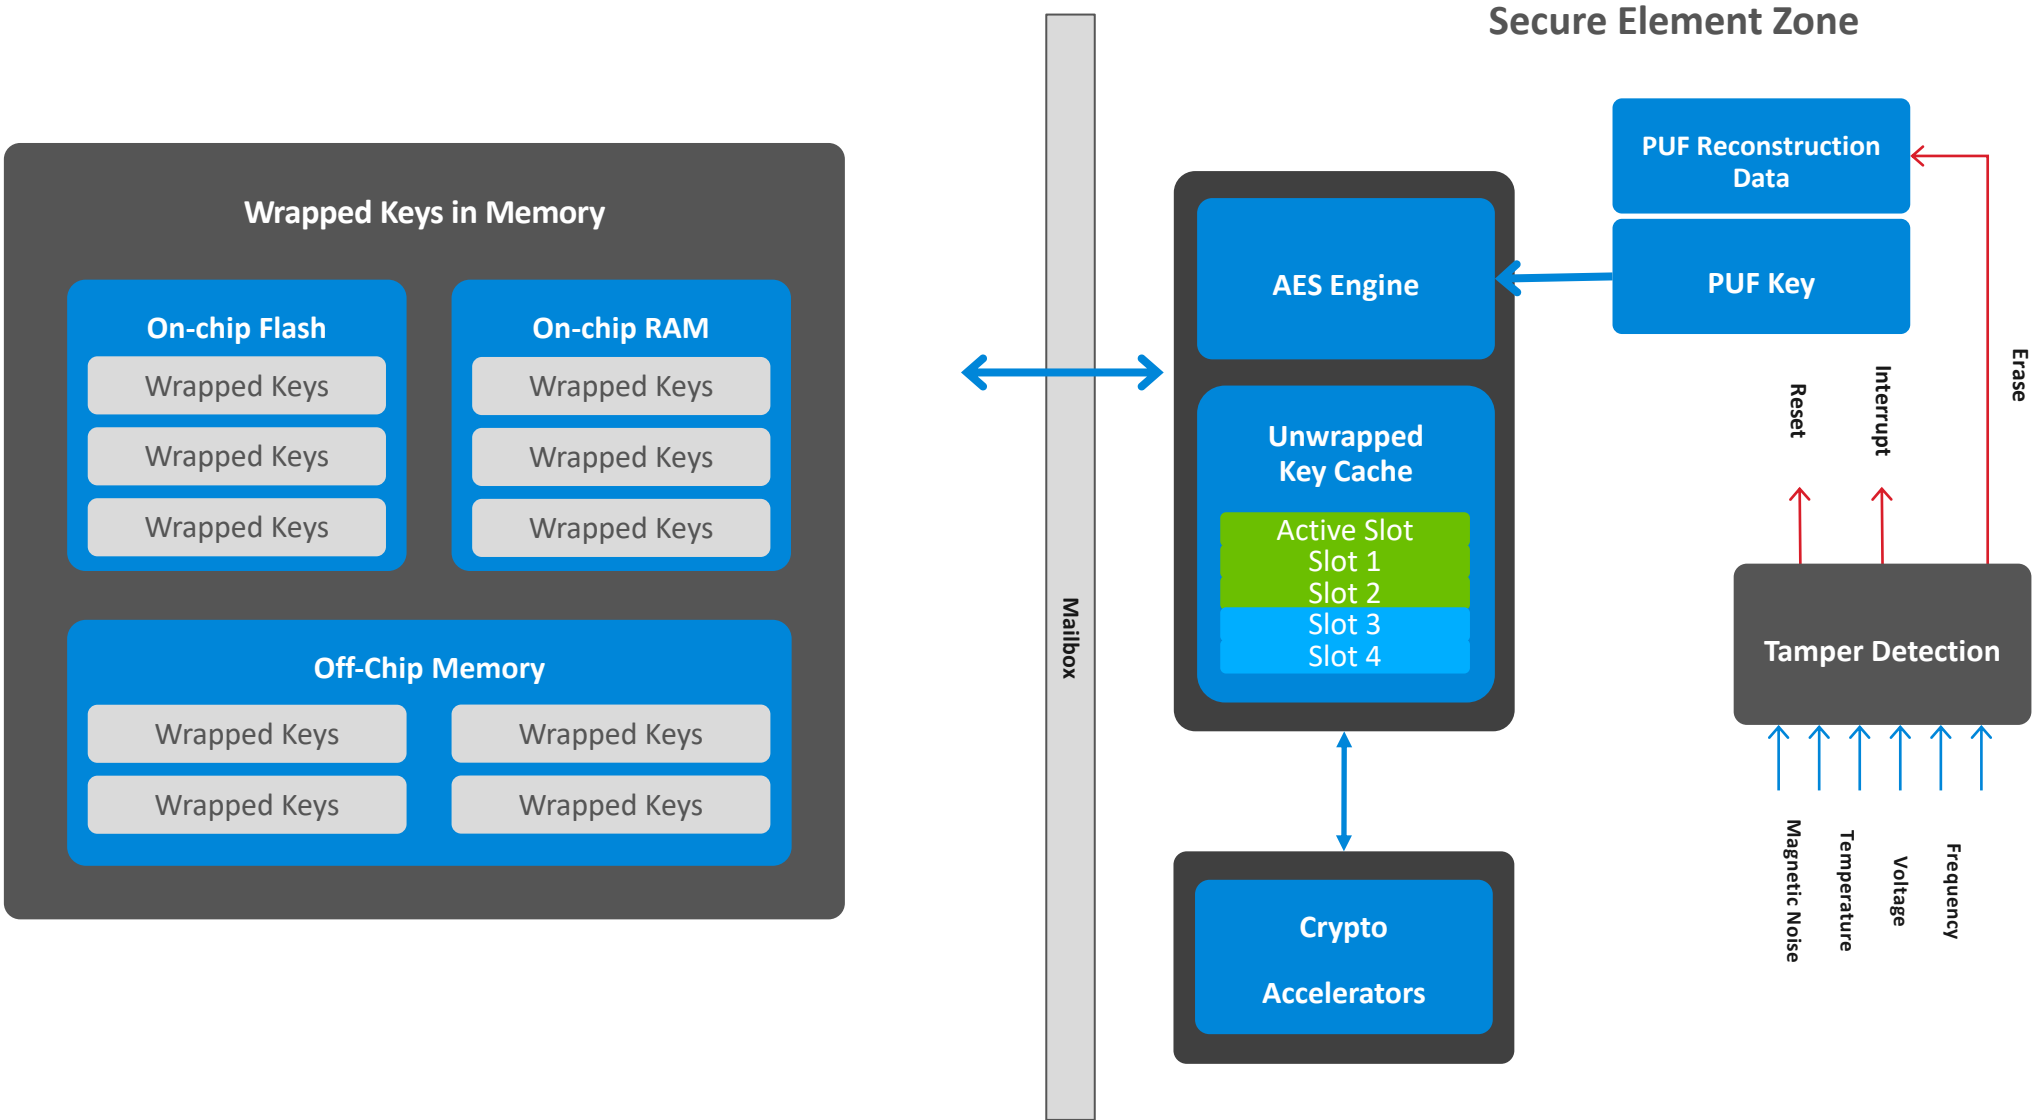 Secure Element Zone
Wrapped Keys in Memory
On-chip Flash
Wrapped Keys
Wrapped Keys
Wrapped Keys
On-chip RAM
Wrapped Keys
Wrapped Keys
Wrapped Keys
Off-Chip Memory
Wrapped Keys
Wrapped Keys
Wrapped Keys
Wrapped Keys
Mailbox
AES Engine
Unwrapped
Key Cache
Active Slot
Slot 1
Slot 2
Slot 3
Slot 4
Crypto
Accelerators
PUF Reconstruction
Data
PUF Key
Reset
Interrupt
Erase
Tamper Detection
Magnetic Noise
Temperature
Voltage
Frequency